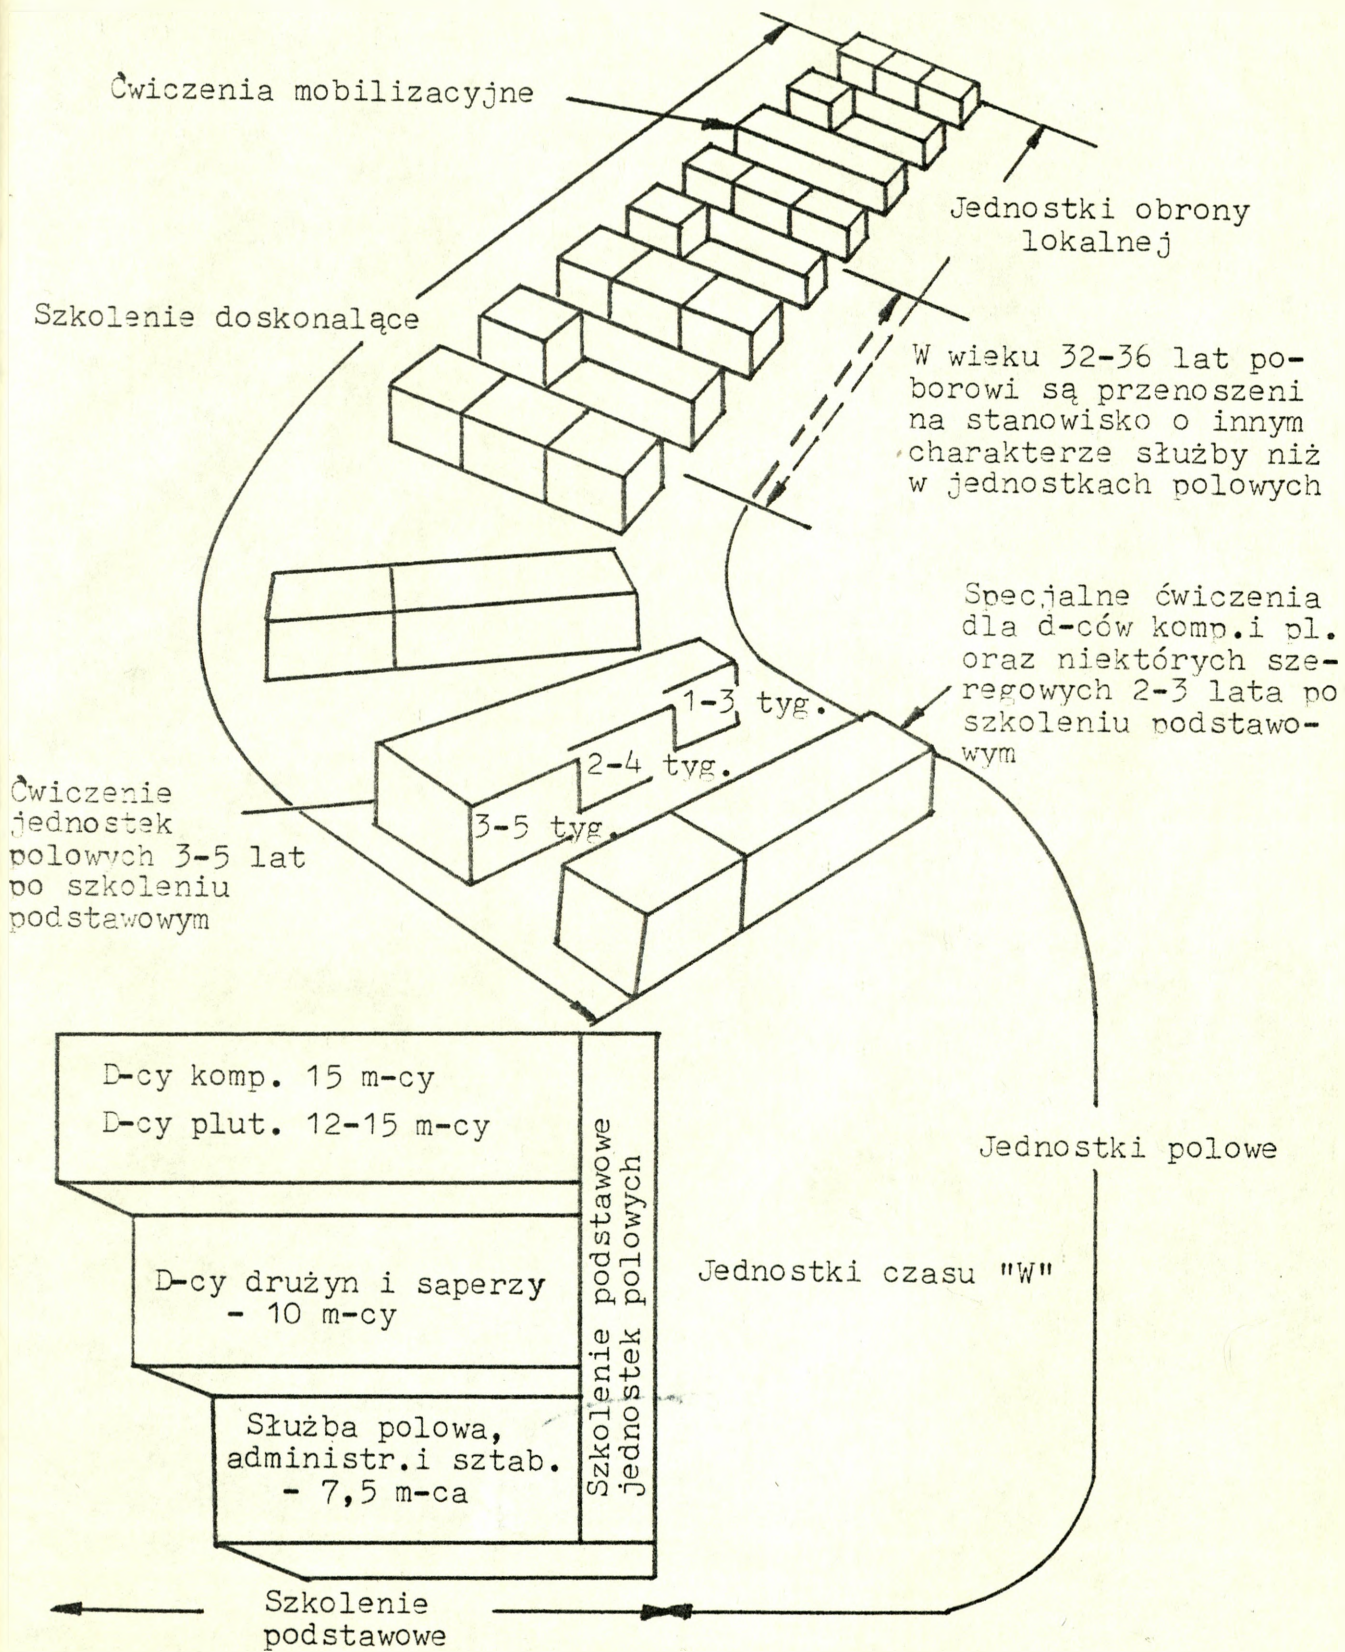 Ćwiczenia mobilizacyjne
Jednostki obrony
lokalnej
Szkolenie doskonalące
W wieku 32-36 lat po-
borowi są przenoszeni
na stanowisko o innym
charakterze służby niż
w jednostkach polowych
Specjalne ćwiczenia
dla d-ców komp.i pl.
oraz niektórych sze-
regowych 2-3 lata po
szkoleniu podstawo-
wym
1-3 tyg.
2-4 tyg.
3-5 tyg.
Ćwiczenie
jednostek
polowych 3-5 lat
po szkoleniu
podstawowym
D-cy komp. 15 m-cy
D-cy plut. 12-15 m-cy
Jednostki polowe
Szkolenie podstawowe
jednostek polowych
D-cy drużyn i saperzy
- 10 m-cy
Jednostki czasu "W"
Służba polowa,
administr.i sztab.
- 7,5 m-ca
Szkolenie
podstawowe